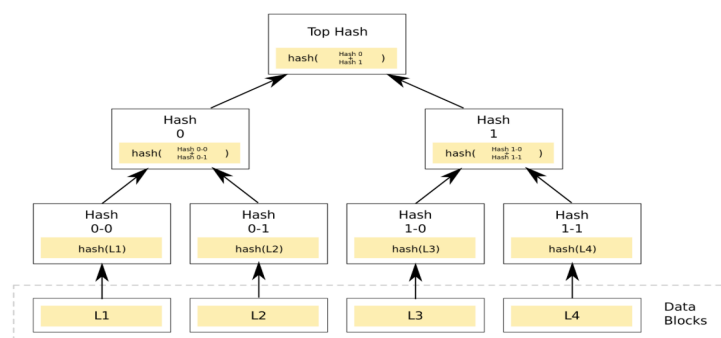 Top Hash
hash( Hash 0
+
Hash 1 )
Hash
0
hash( Hash 0-0
+
Hash 0-1 )
Hash
1
hash( Hash 1-0
+
Hash 1-1 )
Hash
0-0
hash(L1)
Hash
0-1
hash(L2)
Hash
1-0
hash(L3)
Hash
1-1
hash(L4)
L1
L2
L3
L4
Data
Blocks